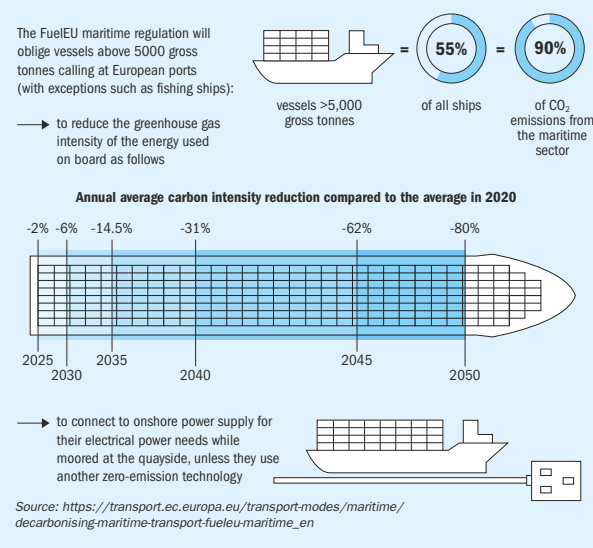 The FuelEU maritime regulation will
oblige vessels above 5000 gross
tonnes calling at European ports
(with exceptions such as fishing ships):
to reduce the greenhouse gas
intensity of the energy used
on board as follows
=
55%
=
90%
vessels >5,000
gross tonnes
of all ships
of CO₂
emissions from
the maritime
sector
Annual average carbon intensity reduction compared to the average in 2020
-2% -6% -14.5% -31% -62% -80%
2025 2035 2045
2030 2040 2050
to connect to onshore power supply for
their electrical power needs while
moored at the quayside, unless they use
another zero-emission technology
Source: https://transport.ec.europa.eu/transport-modes/maritime/
decarbonising-maritime-transport-fueleu-maritime_en